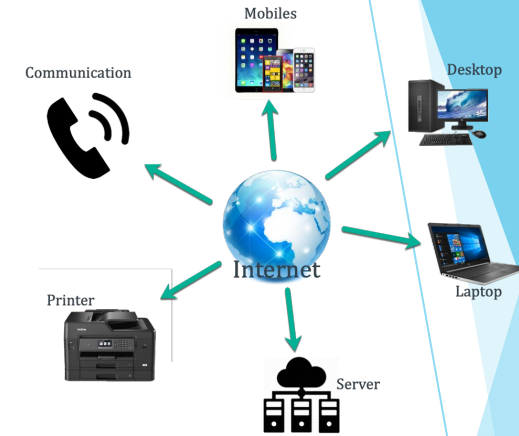 Mobiles
Communication
Desktop
Internet
Laptop
Printer
Server